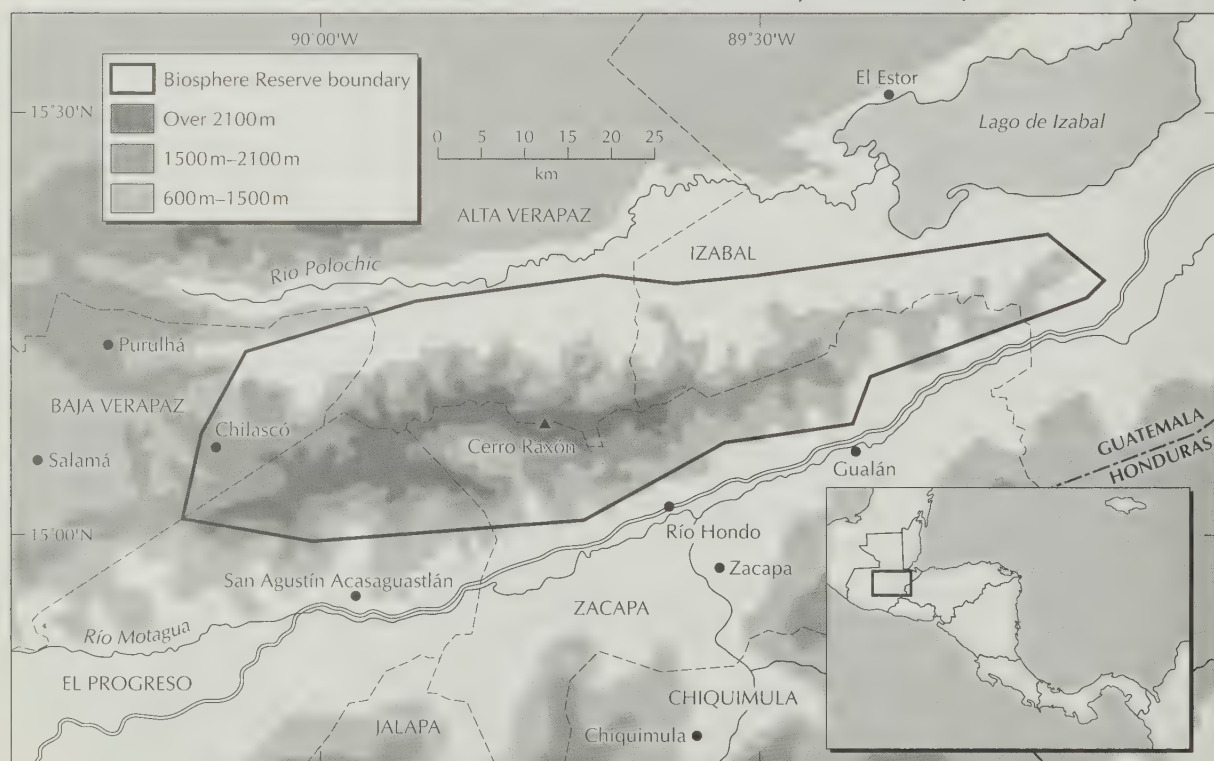 90°00'W
89°30'W
Biosphere Reserve boundary
Over 2100m
1500m–2100m
600m–1500m
15°30'N
0 5 10 15 20 25
km
El Estor
Lago de Izabal
ALTA VERAPAZ
IZABAL
Río Polochic
Purulhá
BAJA VERAPAZ
Chilascó
Salamá
Cerro Raxón
Gualán
GUATEMALA
HONDURAS
15°00'N
Río Hondo
San Agustín Acasaguastlán
Zacapa
ZACAPA
Río Motagua
EL PROGRESO
CHIQUIMULA
JALAPA
Chiquimula